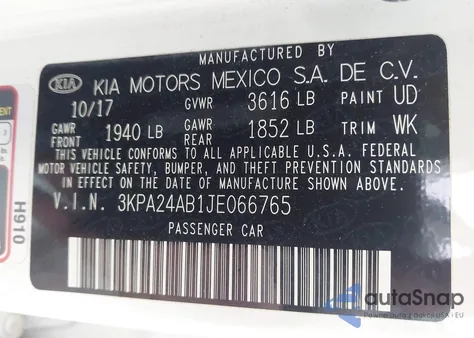 MANUFACTURED BY
KIA KIA MOTORS MEXICO S.A. DE C.V.
10/17 GVWR 3616 LB PAINT UD
GAWR FRONT 1940 LB GAWR REAR 1852 LB TRIM WK
THIS VEHICLE CONFORMS TO ALL APPLICABLE U.S.A. FEDERAL
MOTOR VEHICLE SAFETY, BUMPER, AND THEFT PREVENTION STANDARDS
IN EFFECT ON THE DATE OF MANUFACTURE SHOWN ABOVE.
V.I.N. 3KPA24AB1JE066765
PASSENGER CAR
H910
autoSnap